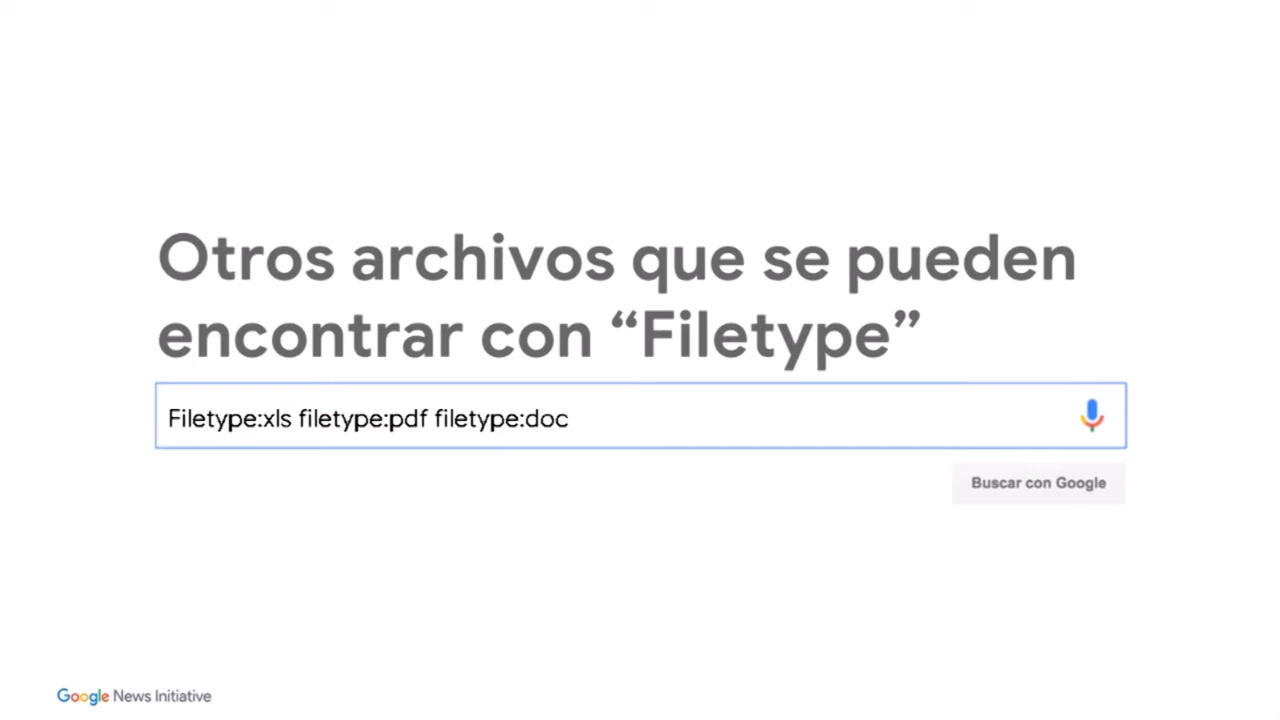 Otros archivos que se pueden
encontrar con “Filetype”
Filetype:xls filetype:pdf filetype:doc
Buscar con Google
Google News Initiative